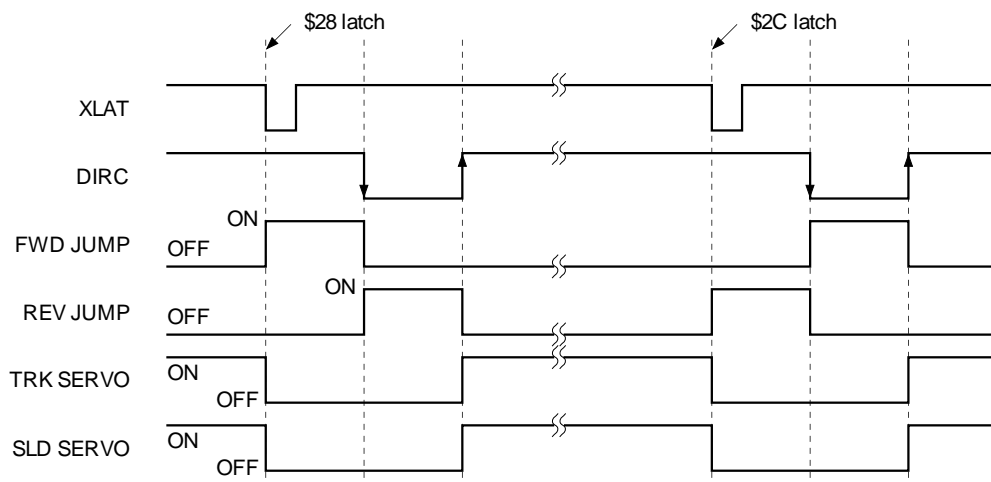 $28 latch
$2C latch
XLAT
DIRC
ON
FWD JUMP
OFF
ON
REV JUMP
OFF
ON
TRK SERVO
OFF
ON
SLD SERVO
OFF